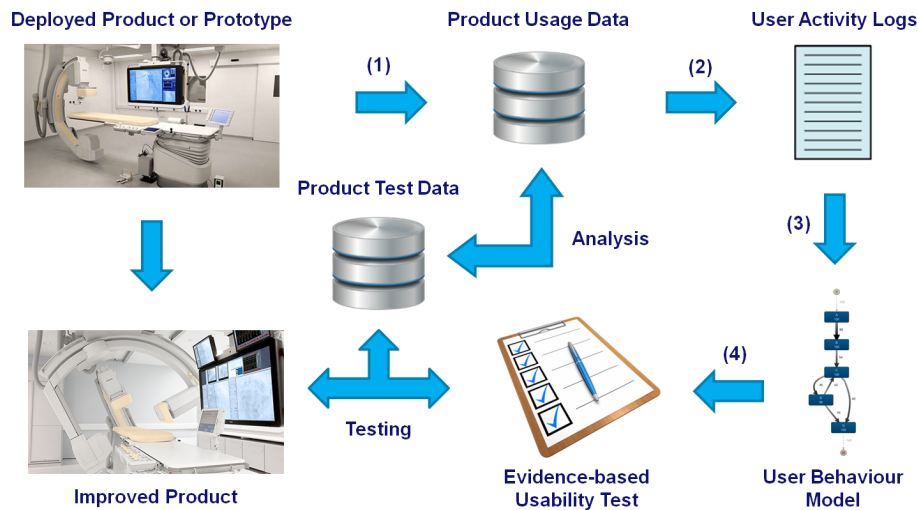 Deployed Product or Prototype
Product Usage Data
User Activity Logs
(1)
(2)
Product Test Data
(3)
Analysis
(4)
Testing
Improved Product
Evidence-based
Usability Test
User Behaviour
Model